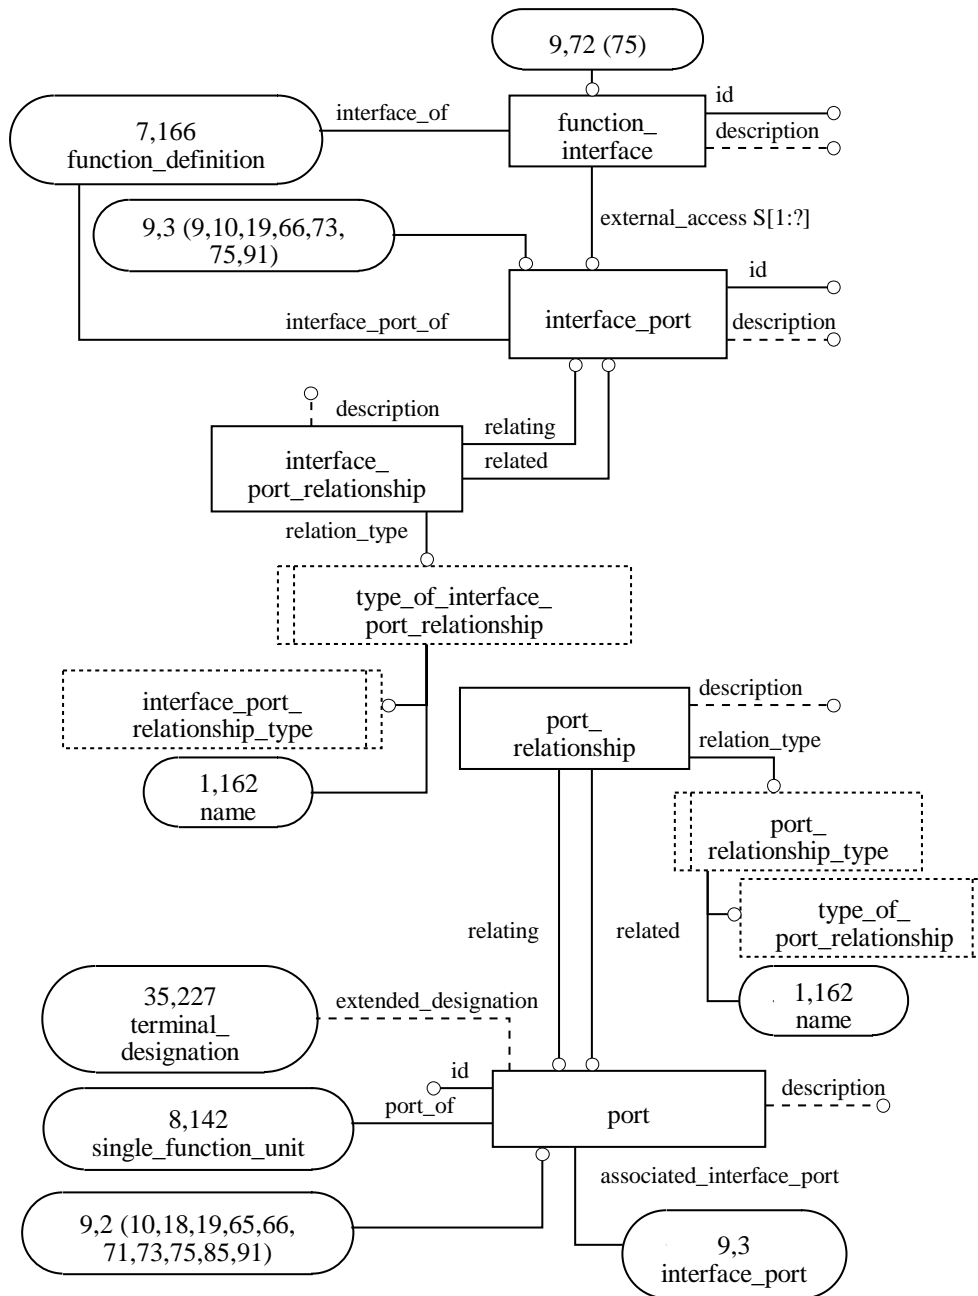 9,72 (75)
id
interface_of
function_
interface
description
7,166
function_definition
external_access S[1:?]
9,3 (9,10,19,66,73,
75,91)
id
interface_port_of
interface_port
description
description
relating
interface_
port_relationship
related
relation_type
type_of_interface_
port_relationship
interface_port_
relationship_type
description
port_
relationship
relation_type
1,162
name
port_
relationship_type
relating
related
type_of_
port_relationship
35,227
terminal_
designation
extended_designation
1,162
name
id
description
port_of
port
8,142
single_function_unit
associated_interface_port
9,2 (10,18,19,65,66,
71,73,75,85,91)
9,3
interface_port